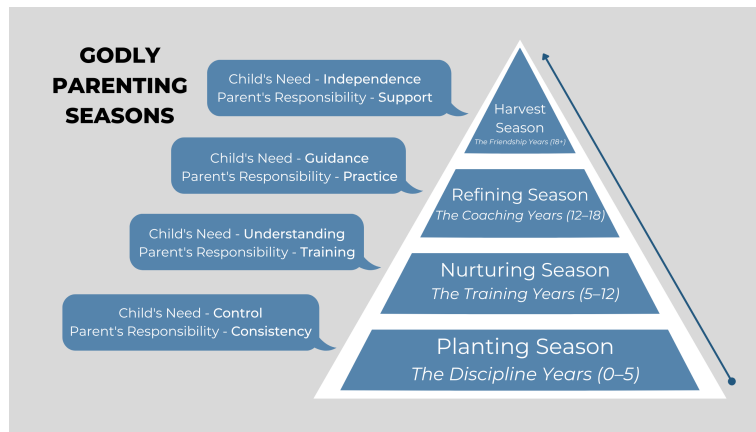 GODLY
PARENTING
SEASONS
Child's Need - Independence
Parent's Responsibility - Support
Harvest
Season
The Friendship Years (18+)
Child's Need - Guidance
Parent's Responsibility - Practice
Refining Season
The Coaching Years (12–18)
Child's Need - Understanding
Parent's Responsibility - Training
Nurturing Season
The Training Years (5–12)
Child's Need - Control
Parent's Responsibility - Consistency
Planting Season
The Discipline Years (0–5)